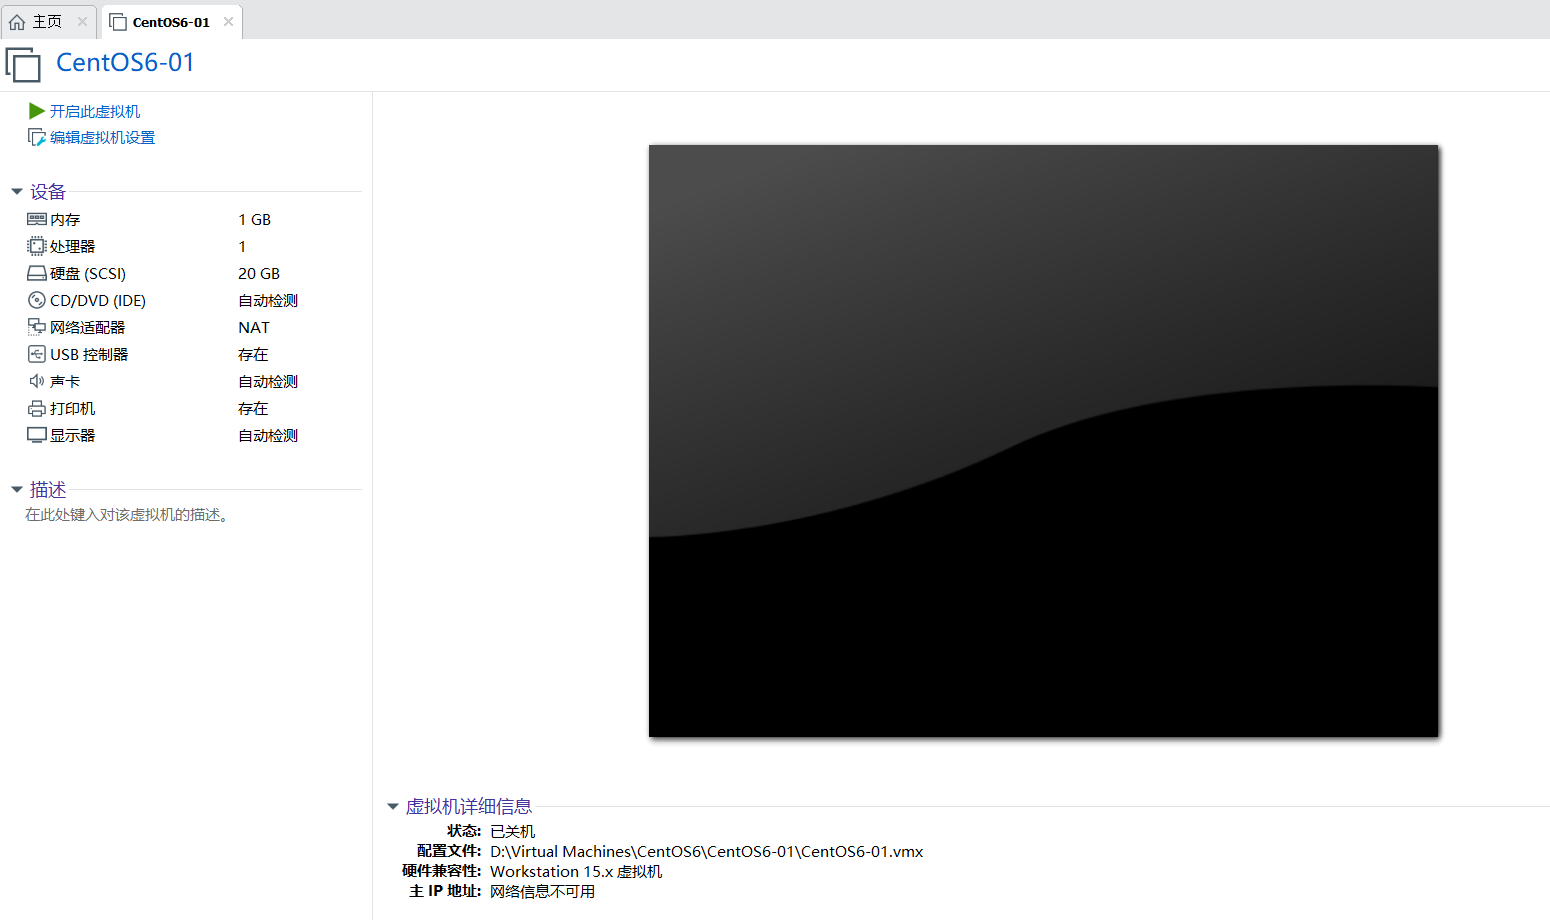 主页
CentOS6-01
CentOS6-01
开启此虚拟机
编辑虚拟机设置
设备
内存 1 GB
处理器 1
硬盘 (SCSI) 20 GB
CD/DVD (IDE) 自动检测
网络适配器 NAT
USB 控制器 存在
声卡 自动检测
打印机 存在
显示器 自动检测
描述
在此处键入对该虚拟机的描述。
虚拟机详细信息
状态: 已关机
配置文件: D:\Virtual Machines\CentOS6\CentOS6-01\CentOS6-01.vmx
硬件兼容性: Workstation 15.x 虚拟机
主 IP 地址: 网络信息不可用